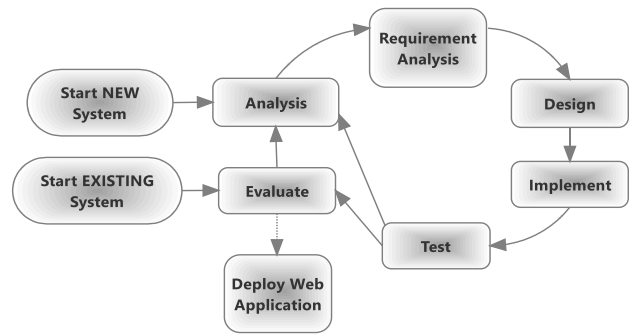 Requirement
Analysis
Start NEW
System
Analysis
Design
Start EXISTING
System
Evaluate
Implement
Test
Deploy Web
Application